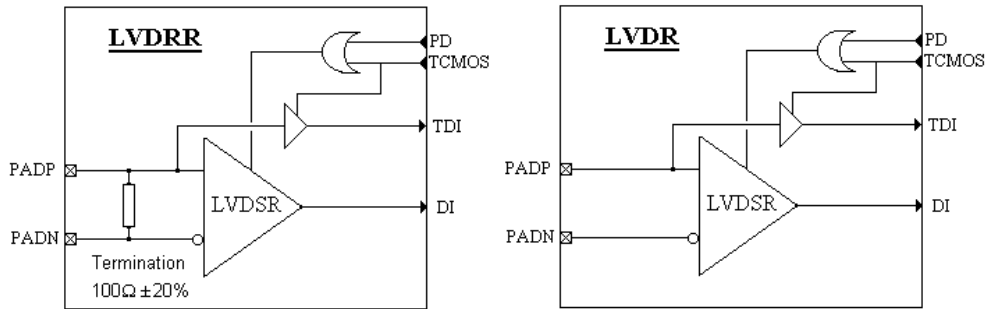 LVDRR
PD
TCMOS
TDI
PADP
LVDSR
DI
PADN
Termination
100Ω ±20%
LVDR
PD
TCMOS
TDI
PADP
LVDSR
DI
PADN